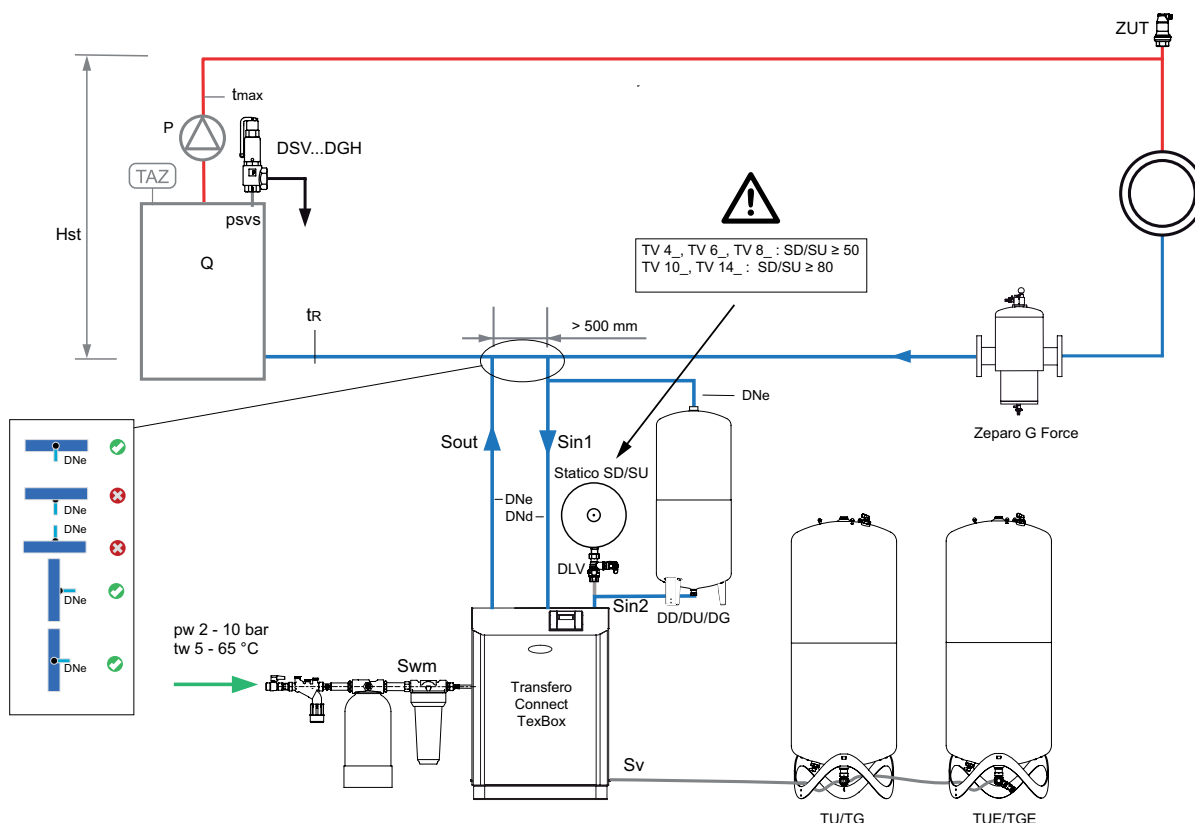 ZUT
tmax
P
DSV...DGH
TAZ
psvs
Hst
Q
TV 4_, TV 6_, TV 8_ : SD/SU ≥ 50
TV 10_, TV 14_ : SD/SU ≥ 80
tR
> 500 mm
DNe
Zeparo G Force
Sout
Sin1
Statico SD/SU
DNe
DNd
DLV
Sin2
DD/DU/DG
DNe
DNe
DNe
DNe
DNe
pw 2 - 10 bar
tw 5 - 65 °C
Swm
Transfero
Connect
TexBox
Sv
TU/TG
TUE/TGE